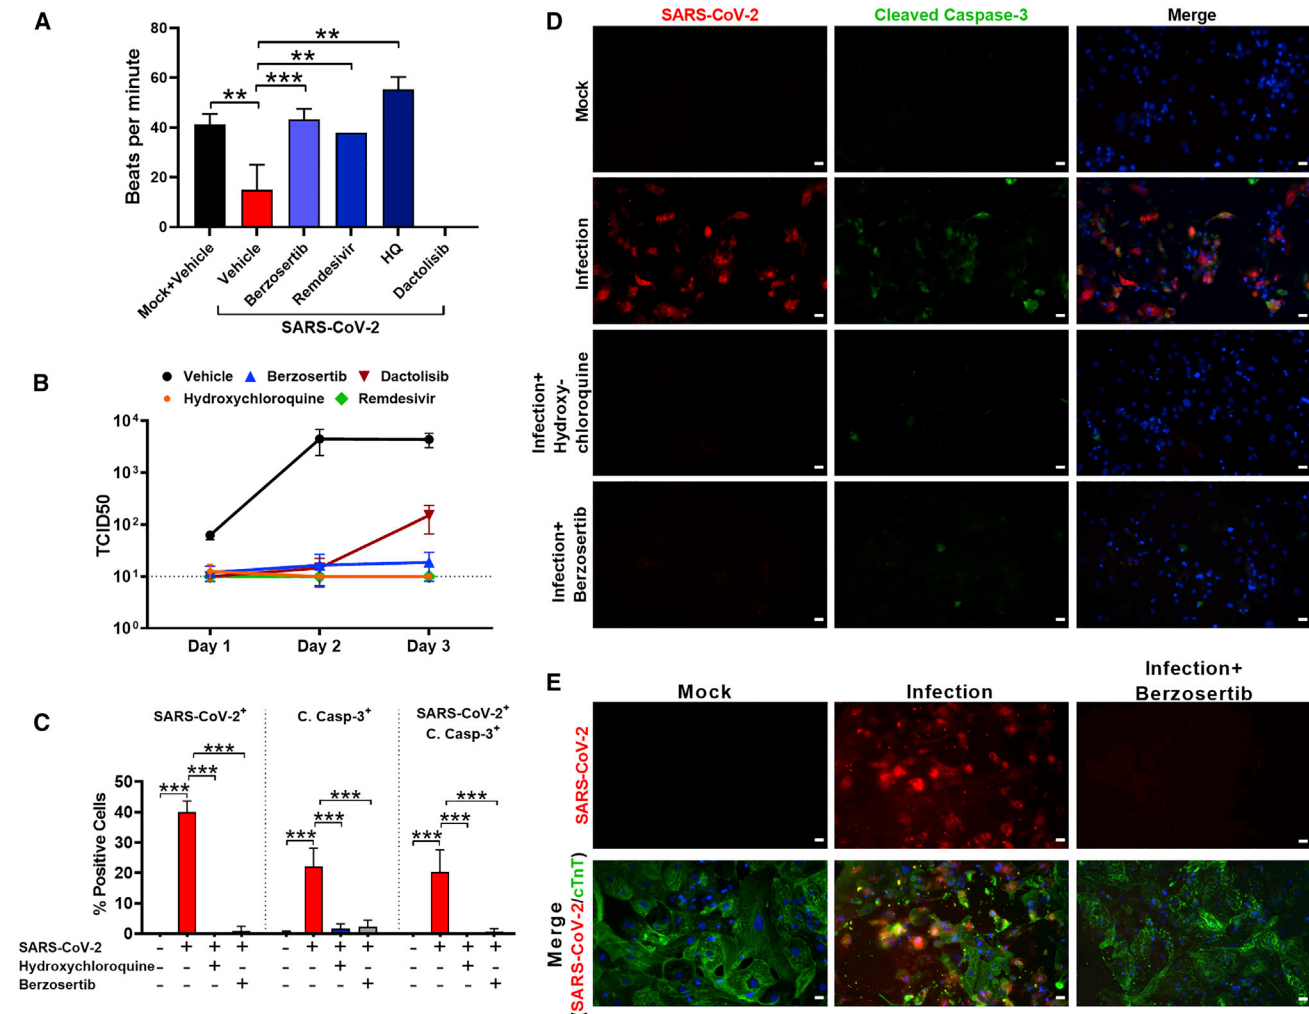 A
Beats per minute
80
60
40
20
0
**
***
**
**
Mock+Vehicle
Vehicle
Berzosertib
Remdesivir
HQ
Dactolisib
SARS-CoV-2
B
Vehicle Berzosertib Dactolisib
Hydroxychloroquine Remdesivir
TCID50
10⁴
10³
10²
10¹
10⁰
Day 1 Day 2 Day 3
C
SARS-CoV-2⁺
C. Casp-3⁺
SARS-CoV-2⁺
C. Casp-3⁺
% Positive Cells
50
40
30
20
10
0
*** *** ***
*** *** ***
*** *** ***
SARS-CoV-2 - + + + - + + + - + + +
Hydroxychloroquine - - + - - - + - - - + -
Berzosertib - - - + - - - + - - - +
D
SARS-CoV-2 Cleaved Caspase-3 Merge
Mock
Infection
Infection+
Hydroxy-
chloroquine
Infection+
Berzosertib
E
Mock Infection Infection+
Berzosertib
SARS-CoV-2
Merge
(SARS-CoV-2/cTnT)